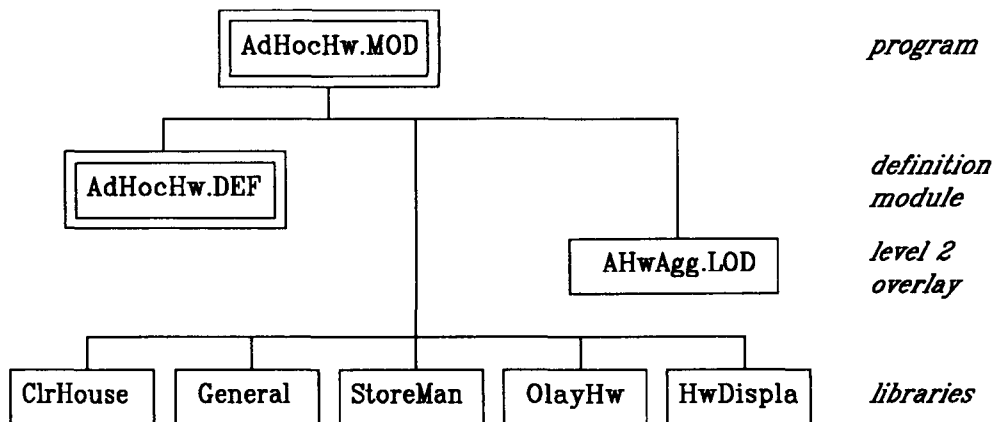 AdHocHw.MOD
program
AdHocHw.DEF
definition
module
AHwAgg.LOD
level 2
overlay
ClrHouse
General
StoreMan
OlayHw
HwDispla
libraries